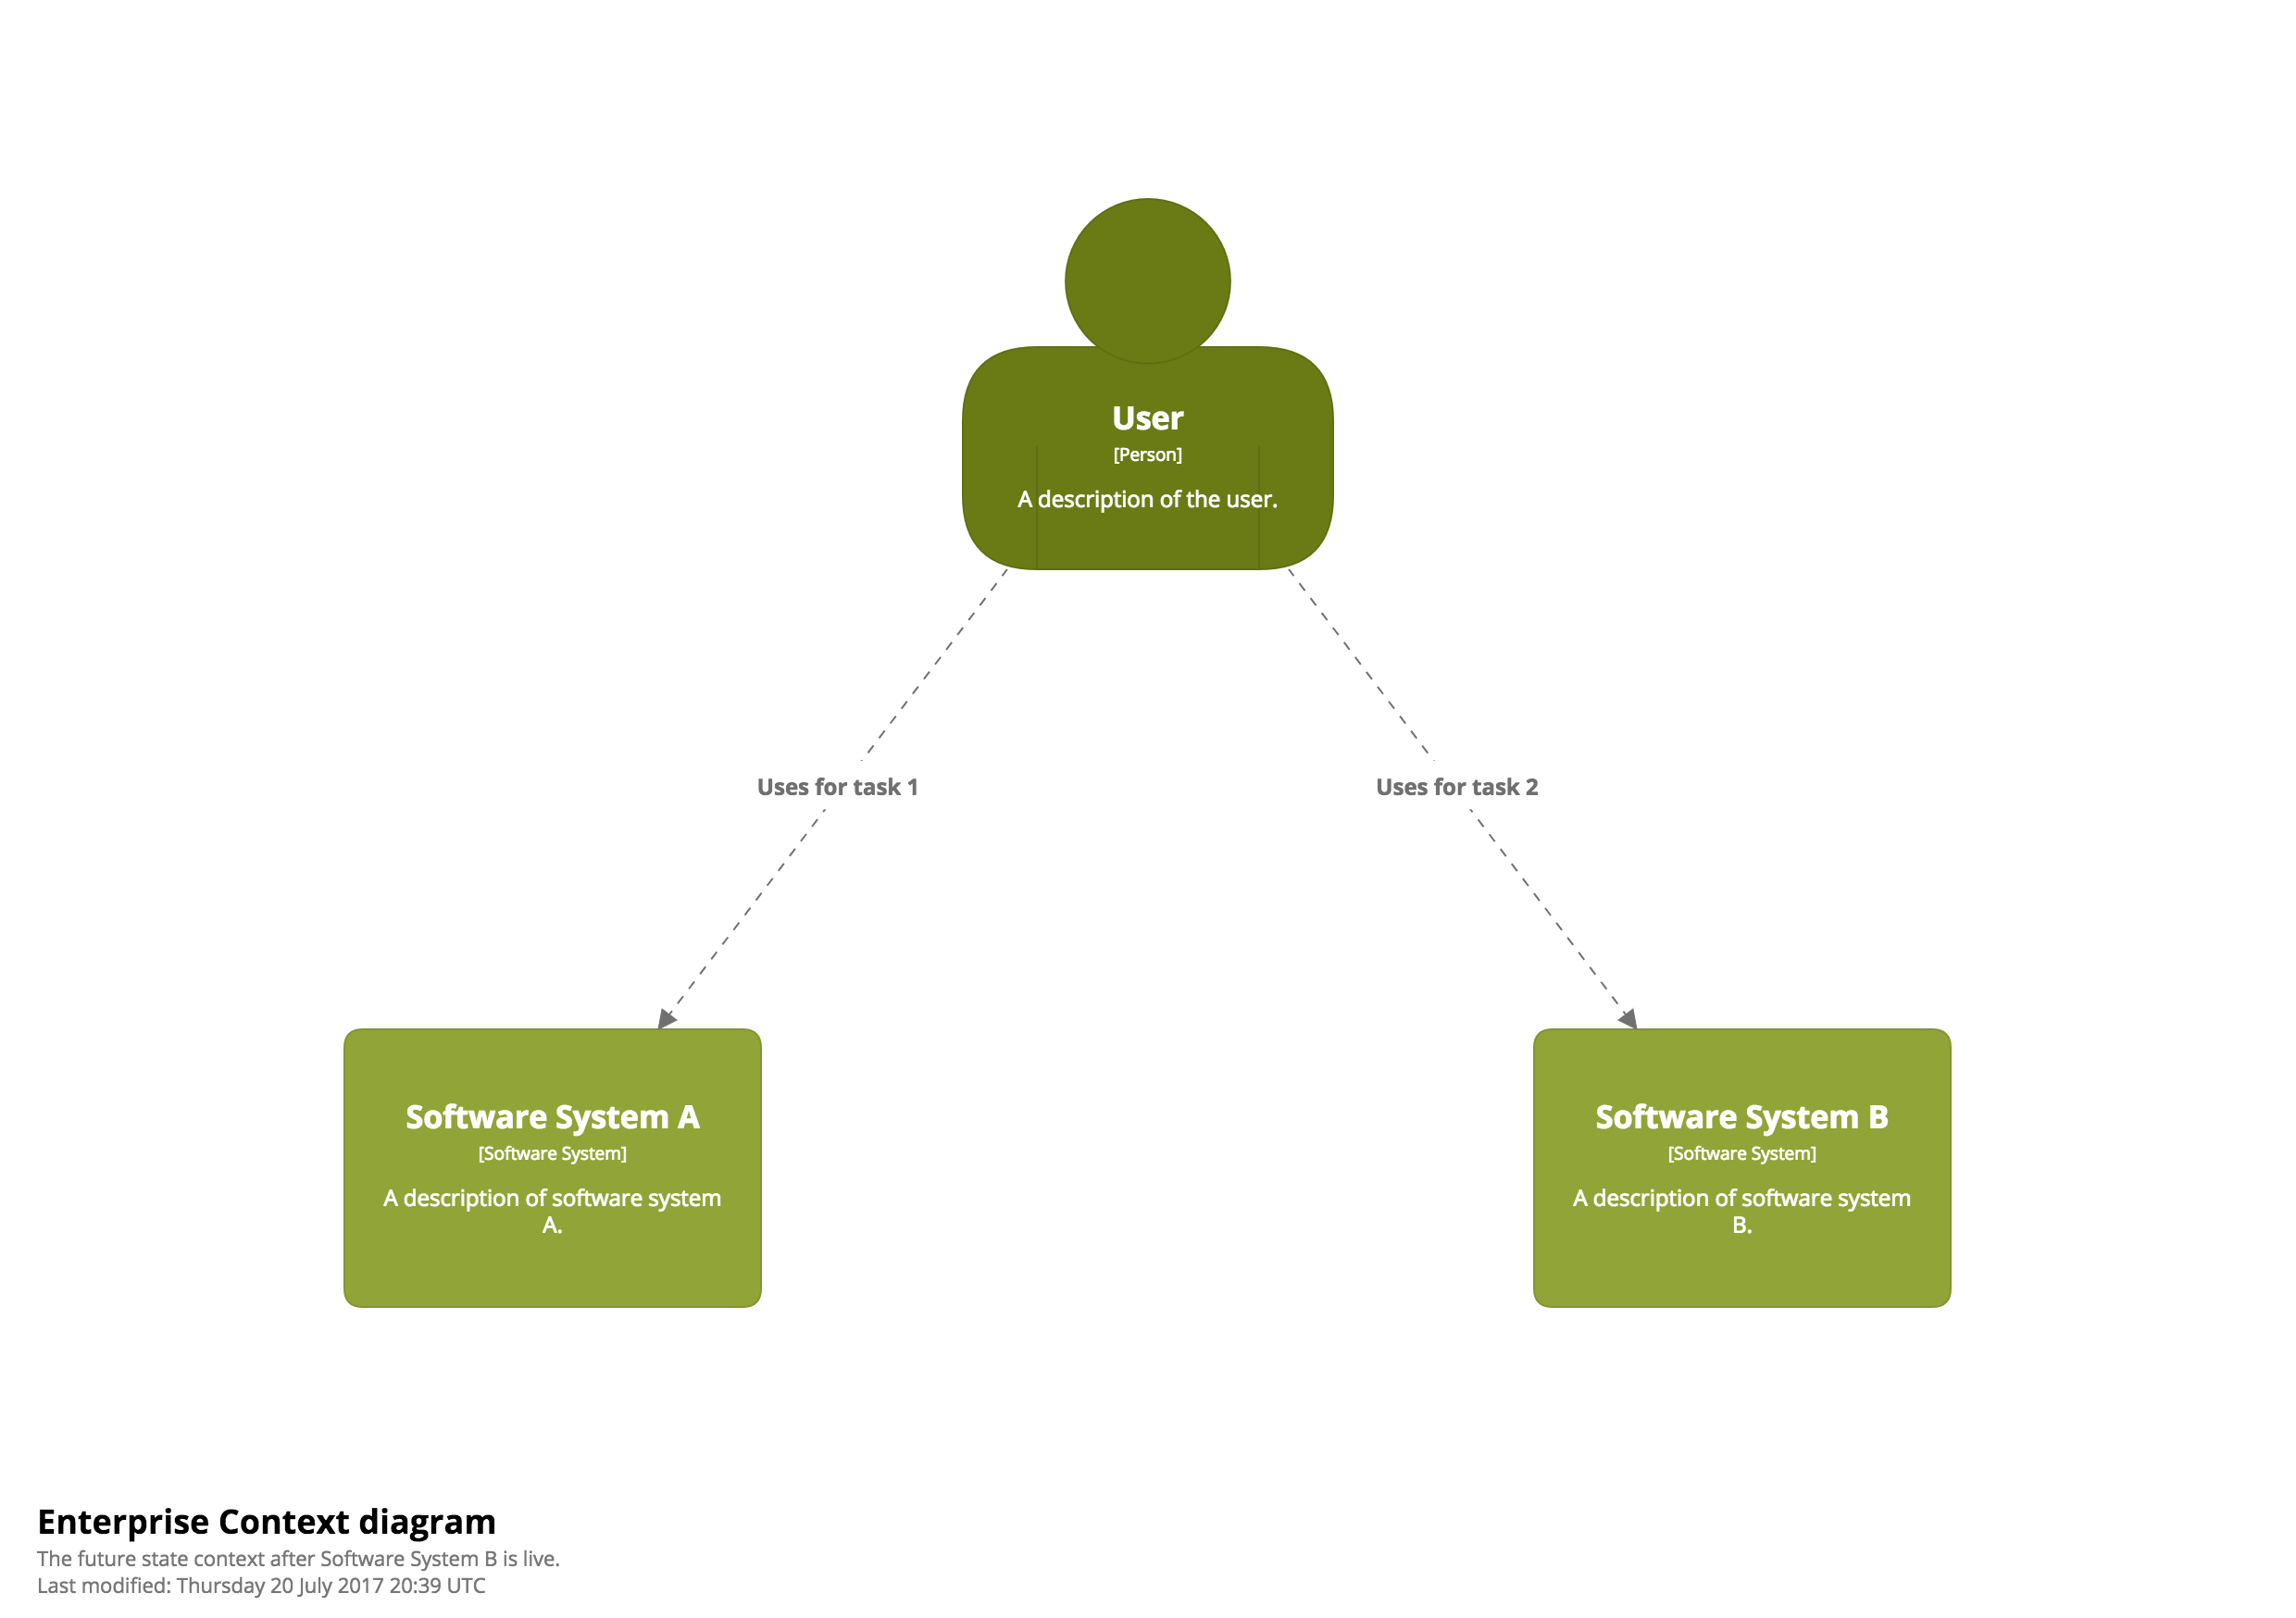 User
[Person]
A description of the user.
Uses for task 1
Uses for task 2
Software System A
[Software System]
A description of software system
A.
Software System B
[Software System]
A description of software system
B.
Enterprise Context diagram
The future state context after Software System B is live.
Last modified: Thursday 20 July 2017 20:39 UTC